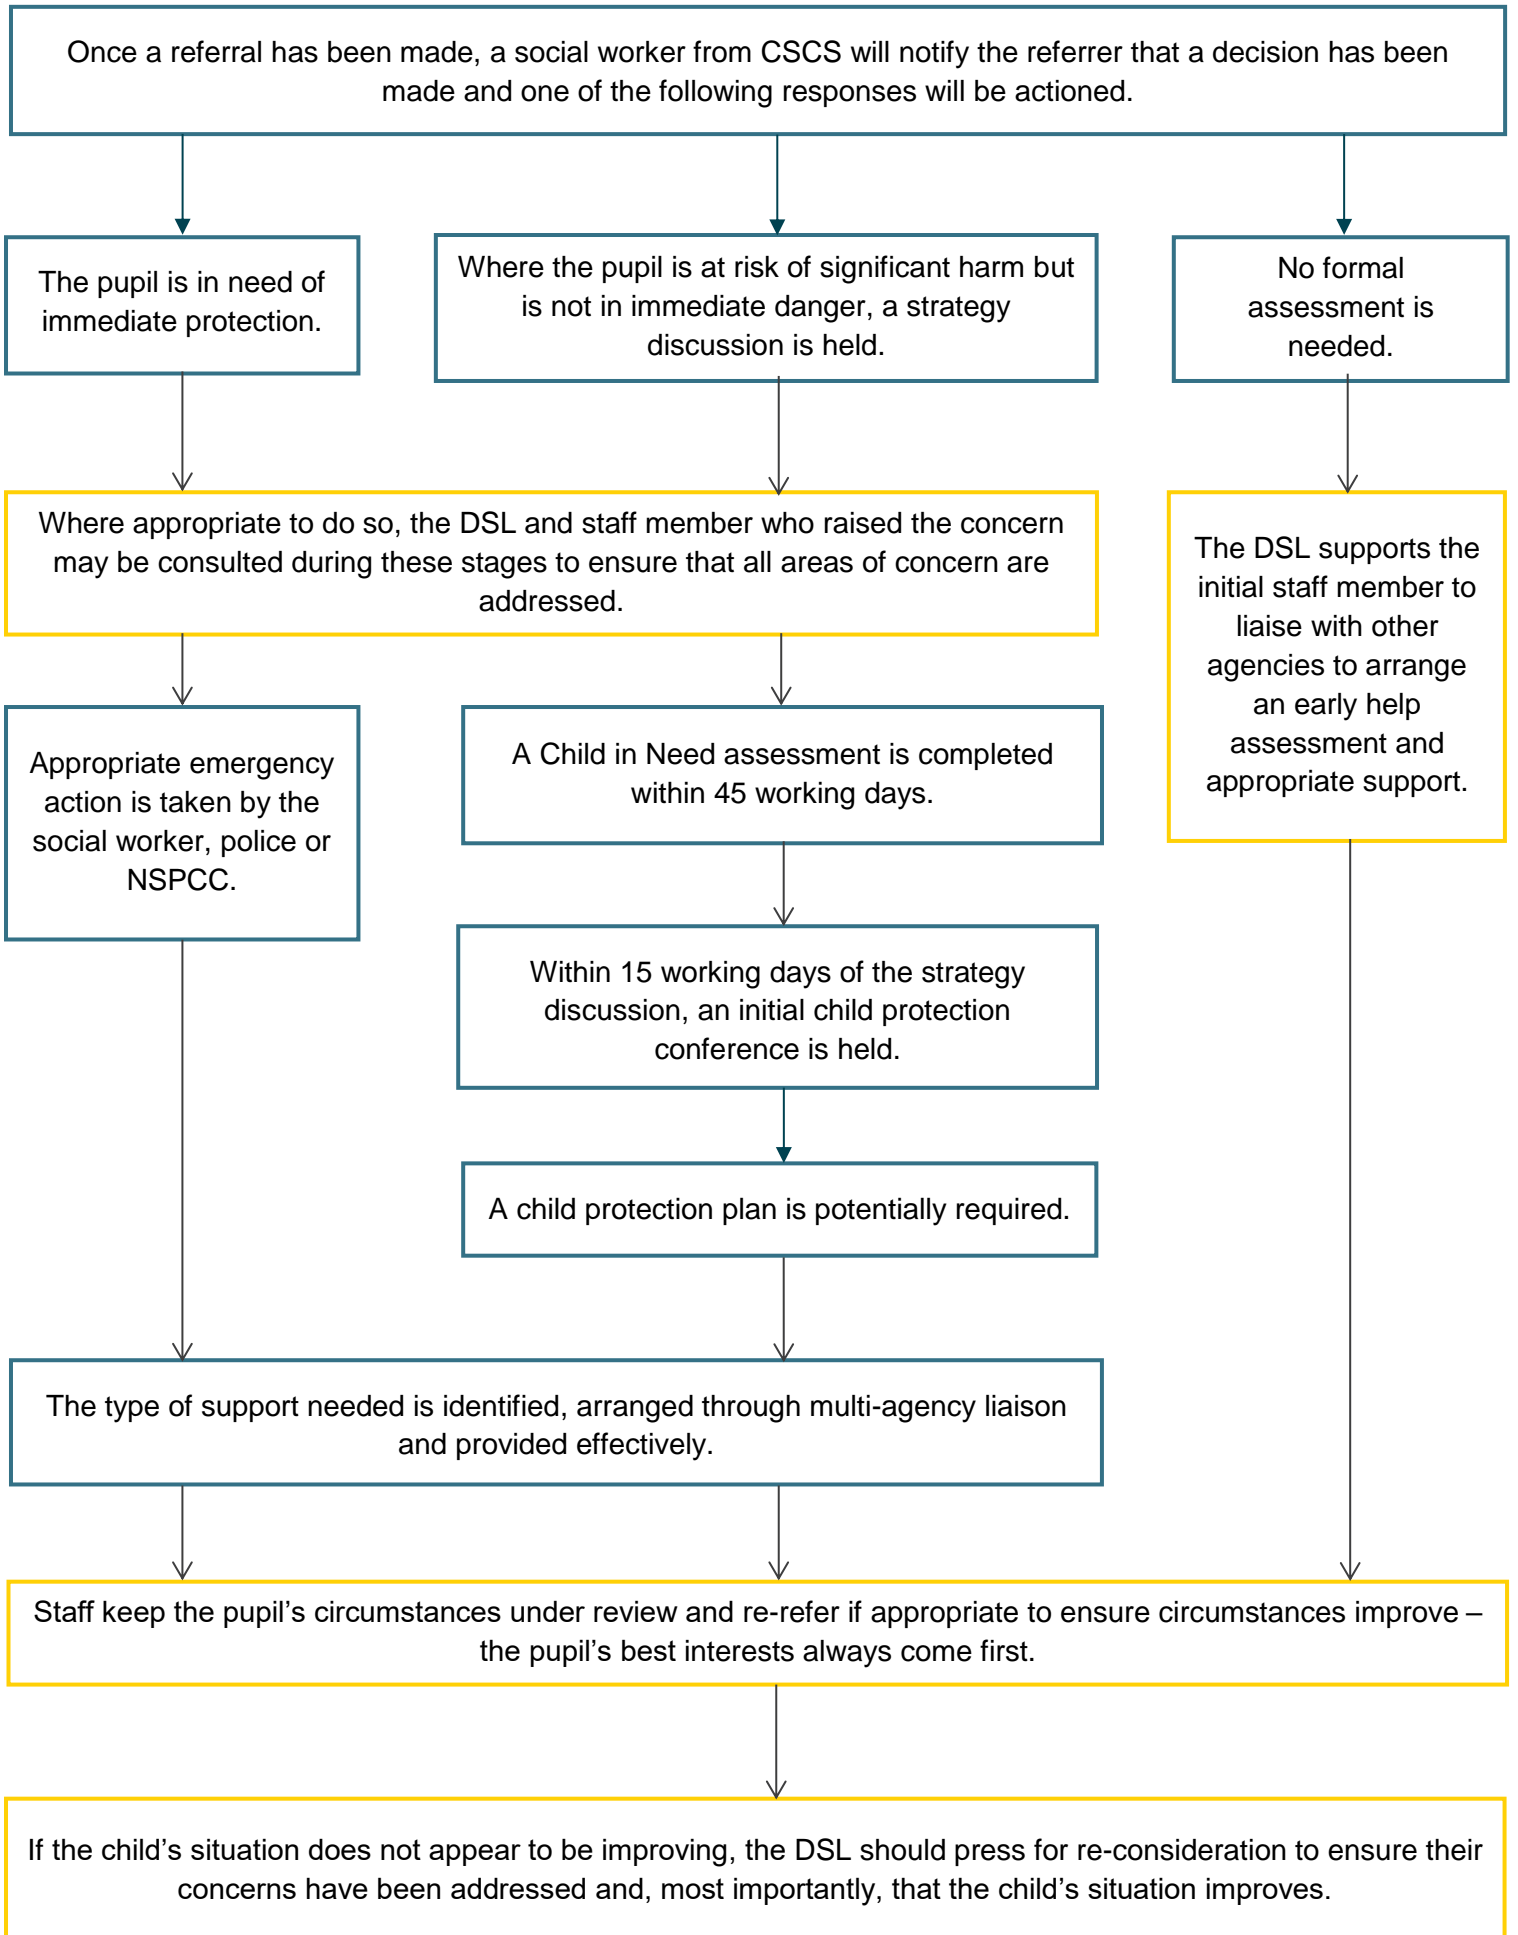 Once a referral has been made, a social worker from CSCS will notify the referrer that a decision has been
made and one of the following responses will be actioned.
The pupil is in need of
immediate protection.
Where the pupil is at risk of significant harm but
is not in immediate danger, a strategy
discussion is held.
No formal
assessment is
needed.
Where appropriate to do so, the DSL and staff member who raised the concern
may be consulted during these stages to ensure that all areas of concern are
addressed.
The DSL supports the
initial staff member to
liaise with other
agencies to arrange
an early help
assessment and
appropriate support.
Appropriate emergency
action is taken by the
social worker, police or
NSPCC.
A Child in Need assessment is completed
within 45 working days.
Within 15 working days of the strategy
discussion, an initial child protection
conference is held.
A child protection plan is potentially required.
The type of support needed is identified, arranged through multi-agency liaison
and provided effectively.
Staff keep the pupil’s circumstances under review and re-refer if appropriate to ensure circumstances improve –
the pupil’s best interests always come first.
If the child’s situation does not appear to be improving, the DSL should press for re-consideration to ensure their
concerns have been addressed and, most importantly, that the child’s situation improves.